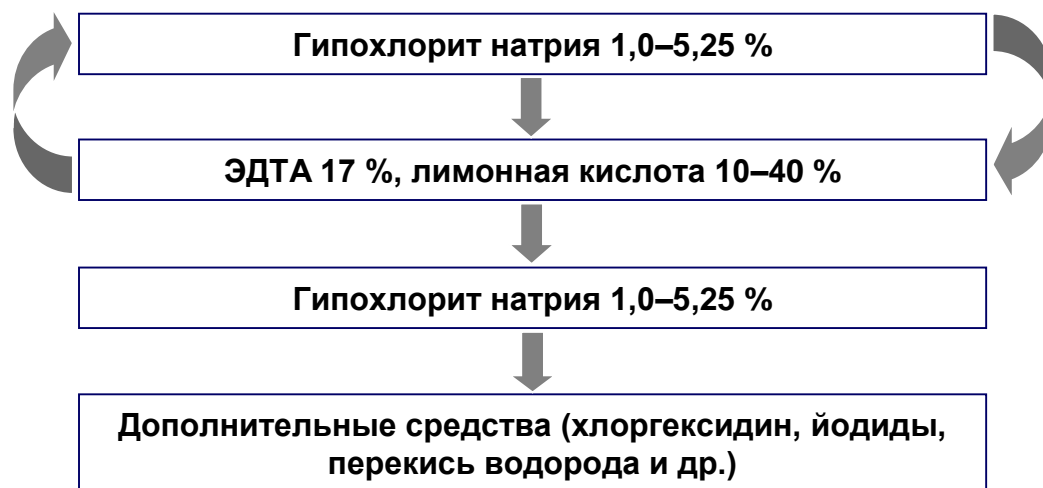 Гипохлорит натрия 1,0–5,25 %
ЭДТА 17 %, лимонная кислота 10–40 %
Гипохлорит натрия 1,0–5,25 %
Дополнительные средства (хлоргексидин, йодиды,
перекись водорода и др.)